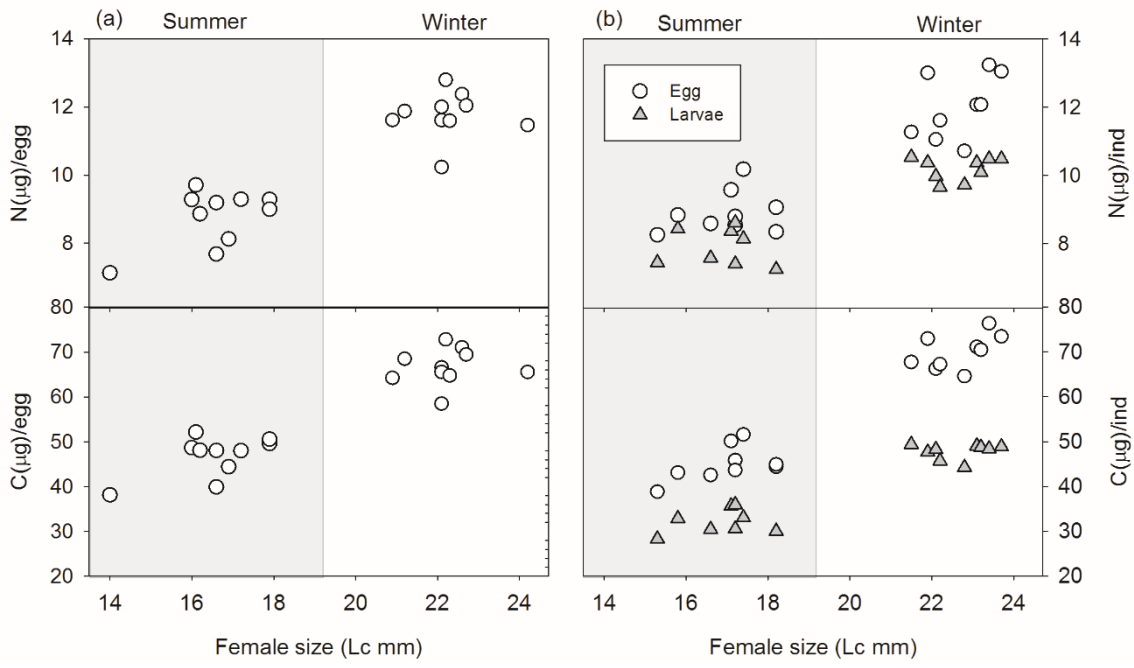 (a) Summer Winter
14
12
10
8
80
70
60
50
40
30
20
N(μg)/egg
C(μg)/egg
14 16 18 20 22 24
Female size (Lc mm)
(b) Summer Winter
Egg
Larvae
14
12
10
8
80
70
60
50
40
30
20
N(μg)/ind
C(μg)/ind
14 16 18 20 22 24
Female size (Lc mm)